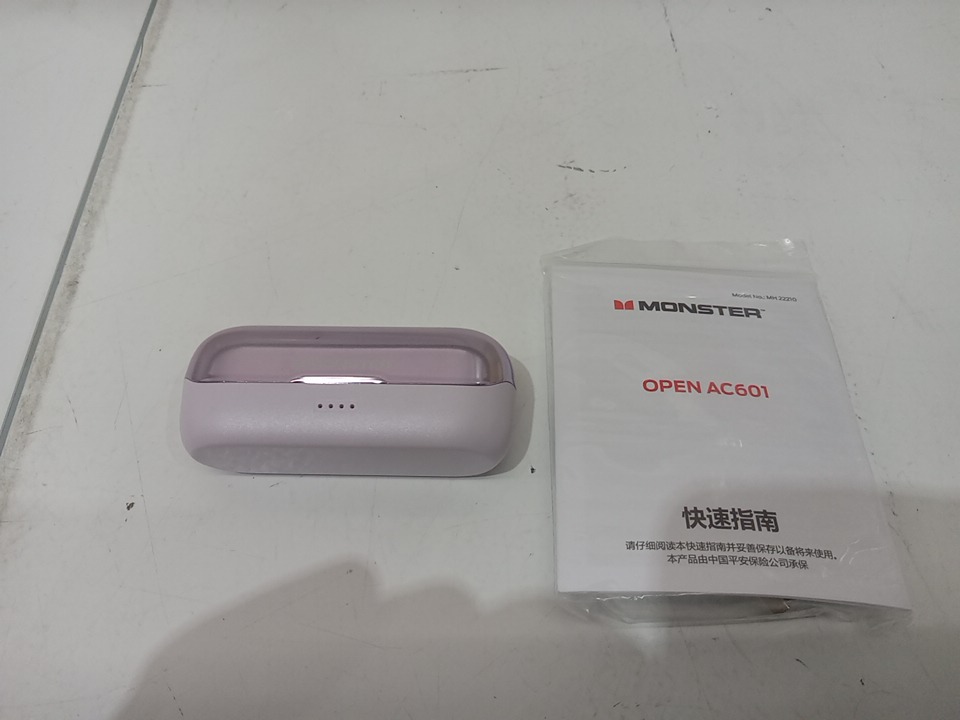 Model No.: MH 22210
MONSTER
OPEN AC601
快速指南
请仔细阅读本快速指南并妥善保存以备将来使用。
本产品由中国平安保险公司承保